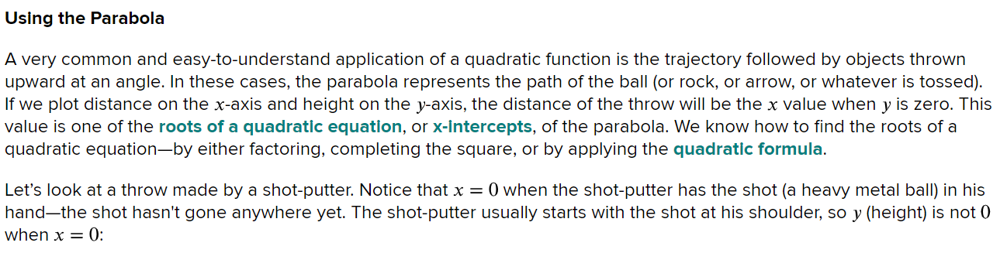 Using the Parabola
A very common and easy-to-understand application of a quadratic function is the trajectory followed by objects thrown
upward at an angle. In these cases, the parabola represents the path of the ball (or rock, or arrow, or whatever is tossed).
If we plot distance on the x-axis and height on the y-axis, the distance of the throw will be the x value when y is zero. This
value is one of the roots of a quadratic equation, or x-intercepts, of the parabola. We know how to find the roots of a
quadratic equation—by either factoring, completing the square, or by applying the quadratic formula.
Let’s look at a throw made by a shot-putter. Notice that x = 0 when the shot-putter has the shot (a heavy metal ball) in his
hand—the shot hasn't gone anywhere yet. The shot-putter usually starts with the shot at his shoulder, so y (height) is not 0
when x = 0: